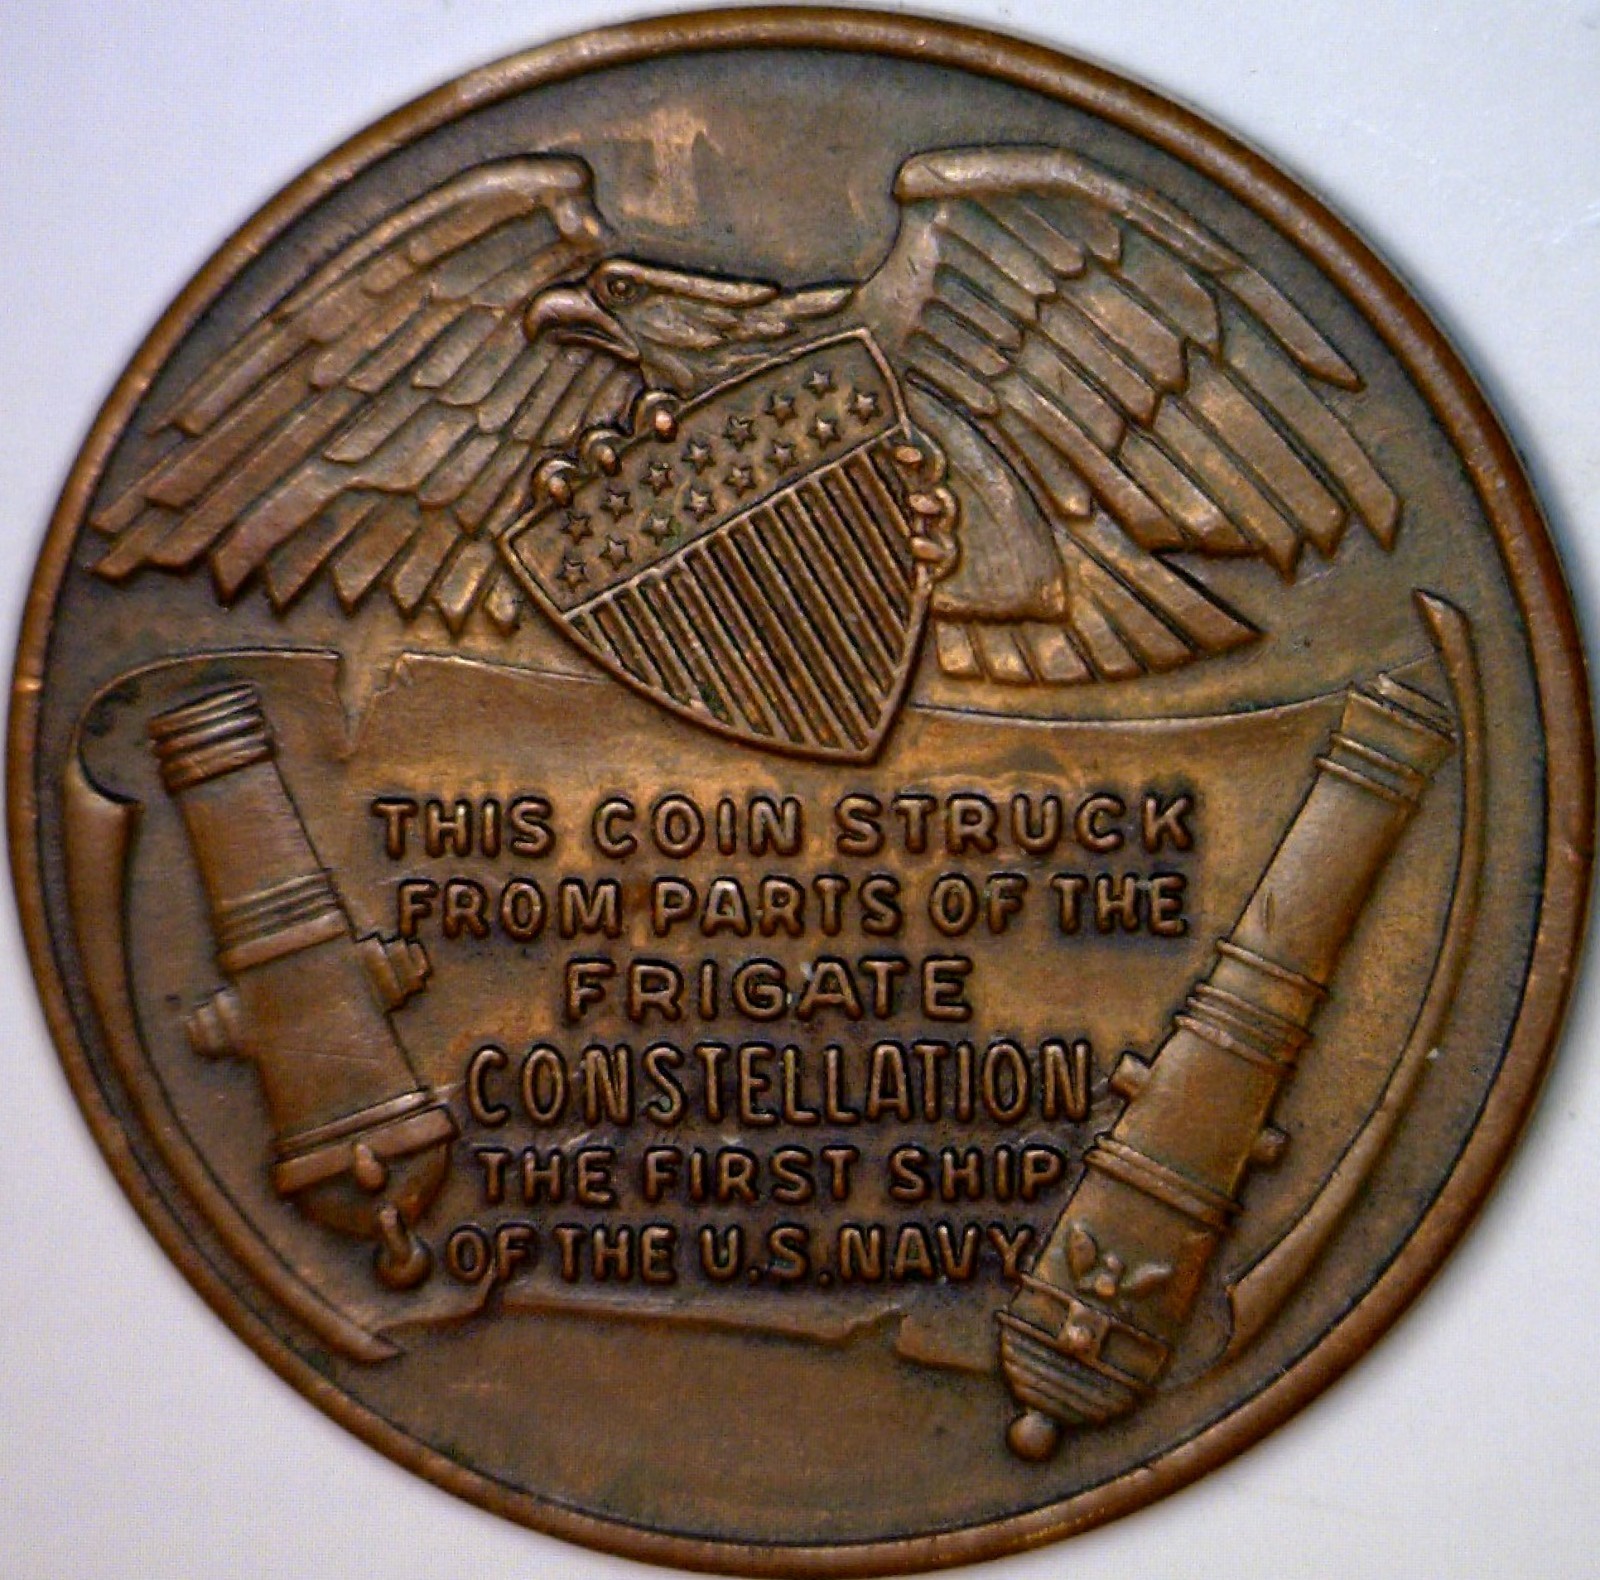 THIS COIN STRUCK
FROM PARTS OF THE
FRIGATE
CONSTELLATION
THE FIRST SHIP
OF THE U.S. NAVY